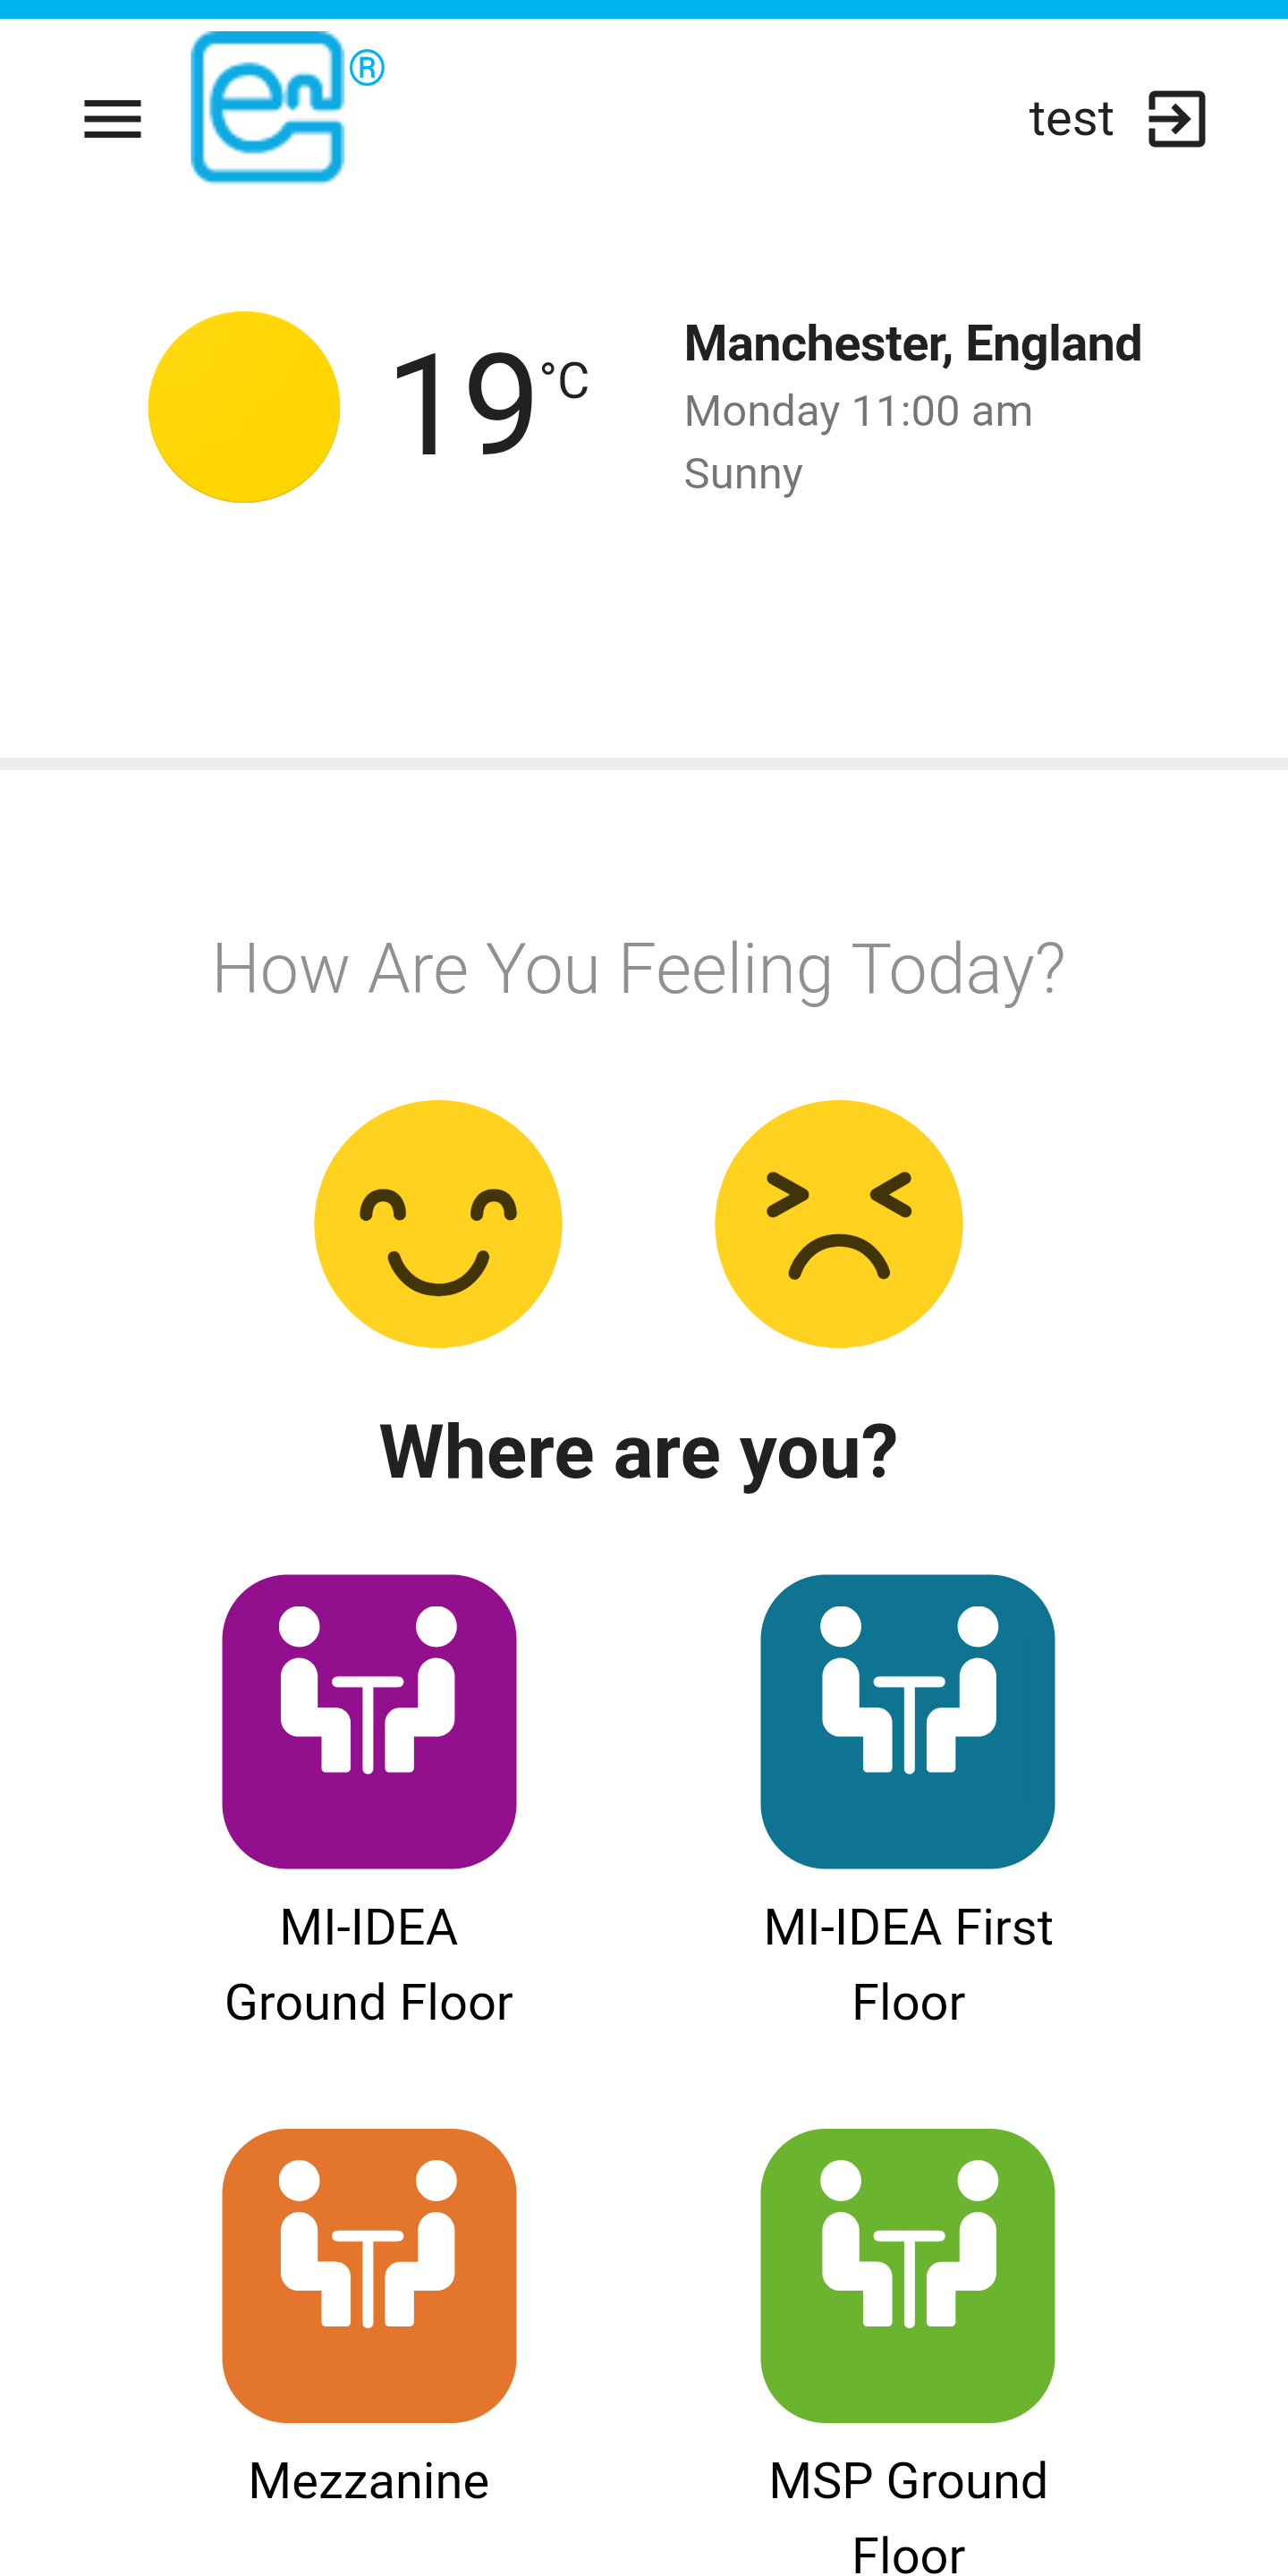 en®
test
19°C
Manchester, England
Monday 11:00 am
Sunny
How Are You Feeling Today?
Where are you?
MI-IDEA
Ground Floor
MI-IDEA First
Floor
Mezzanine
MSP Ground
Floor